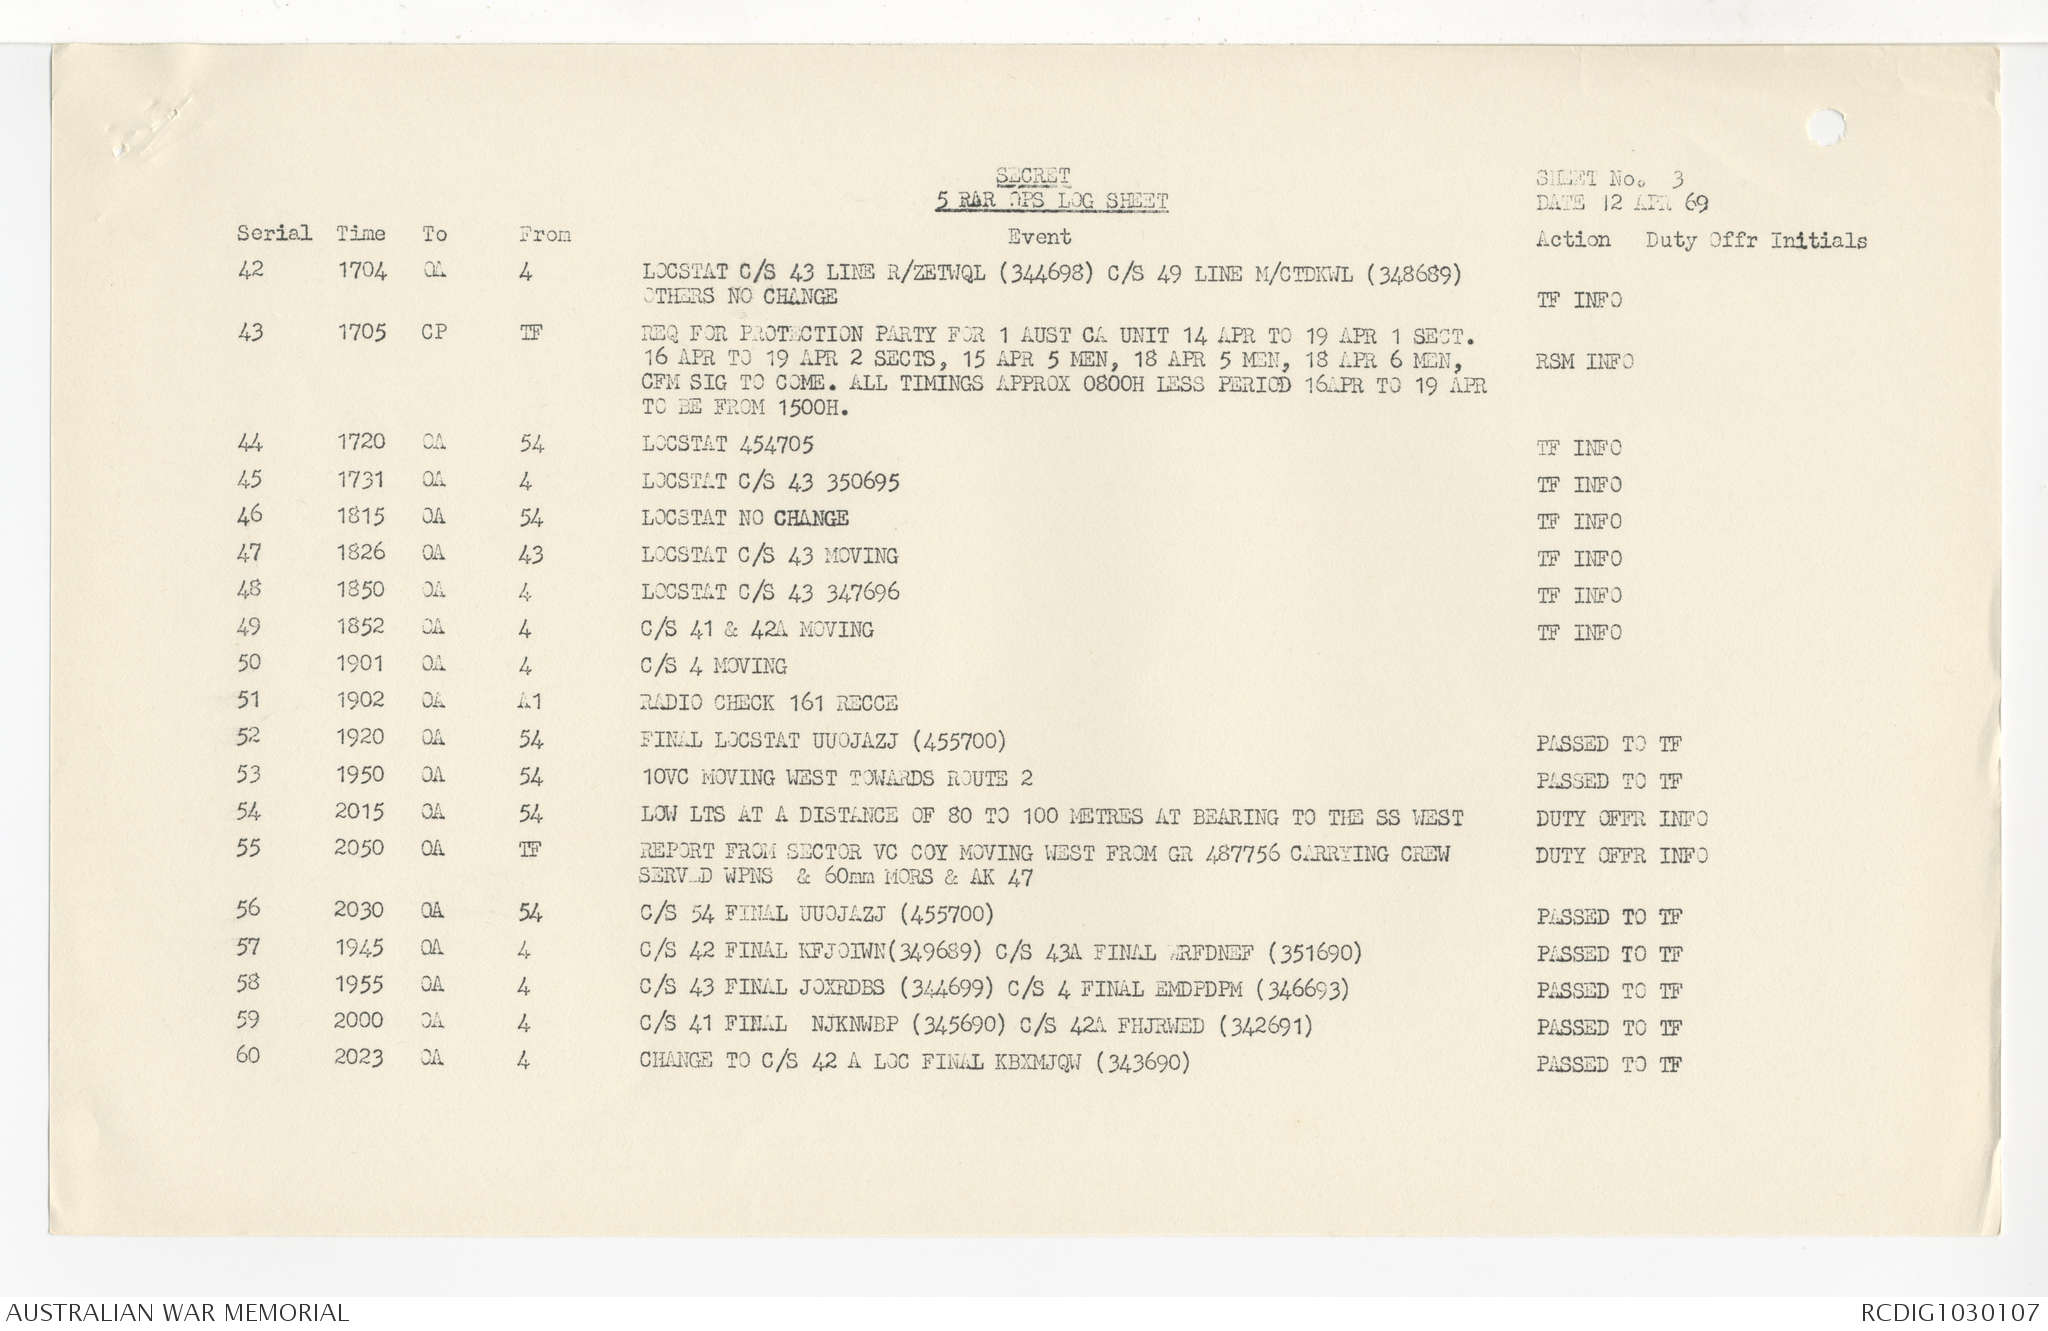 SECRET
5 RAR OPS LOG SHEET
SHEET No. 3
DATE 12 APR 69
Serial Time To From Event Action Duty Offr Initials
42 1704 OA 4 LOCSTAT C/S 43 LINE R/ZETWQL (344698) C/S 49 LINE M/CTDKWL (348689)
OTHERS NO CHANGE TF INFO
43 1705 CP TF REQ FOR PROTECTION PARTY FOR 1 AUST CA UNIT 14 APR TO 19 APR 1 SECT.
16 APR TO 19 APR 2 SECTS, 15 APR 5 MEN, 18 APR 5 MEN, 18 APR 6 MEN, RSM INFO
CFM SIG TO COME. ALL TIMINGS APPROX 0800H LESS PERIOD 16APR TO 19 APR
TO BE FROM 1500H.
44 1720 OA 54 LOCSTAT 454705 TF INFO
45 1731 OA 4 LOCSTAT C/S 43 350695 TF INFO
46 1815 OA 54 LOCSTAT NO CHANGE TF INFO
47 1826 OA 43 LOCSTAT C/S 43 MOVING TF INFO
48 1850 OA 4 LOCSTAT C/S 43 347696 TF INFO
49 1852 OA 4 C/S 41 & 42A MOVING TF INFO
50 1901 OA 4 C/S 4 MOVING
51 1902 OA A1 RADIO CHECK 161 RECCE
52 1920 OA 54 FINAL LOCSTAT UUOJAZJ (455700) PASSED TO TF
53 1950 OA 54 10VC MOVING WEST TOWARDS ROUTE 2 PASSED TO TF
54 2015 OA 54 LOW LTS AT A DISTANCE OF 80 TO 100 METRES AT BEARING TO THE SS WEST DUTY OFFR INFO
55 2050 OA TF REPORT FROM SECTOR VC COY MOVING WEST FROM GR 487756 CARRYING CREW DUTY OFFR INFO
SERVED WPNS & 60mm MORS & AK 47
56 2030 OA 54 C/S 54 FINAL UUOJAZJ (455700) PASSED TO TF
57 1945 OA 4 C/S 42 FINAL KFJOIWN(349689) C/S 43A FINAL WRFDNEF (351690) PASSED TO TF
58 1955 OA 4 C/S 43 FINAL JOXRDBS (344699) C/S 4 FINAL EMDPDPM (346693) PASSED TO TF
59 2000 OA 4 C/S 41 FINAL NJKNWBP (345690) C/S 42A FHJRWED (342691) PASSED TO TF
60 2023 OA 4 CHANGE TO C/S 42 A LOC FINAL KBXMJQW (343690) PASSED TO TF
AUSTRALIAN WAR MEMORIAL
RCDIG1030107